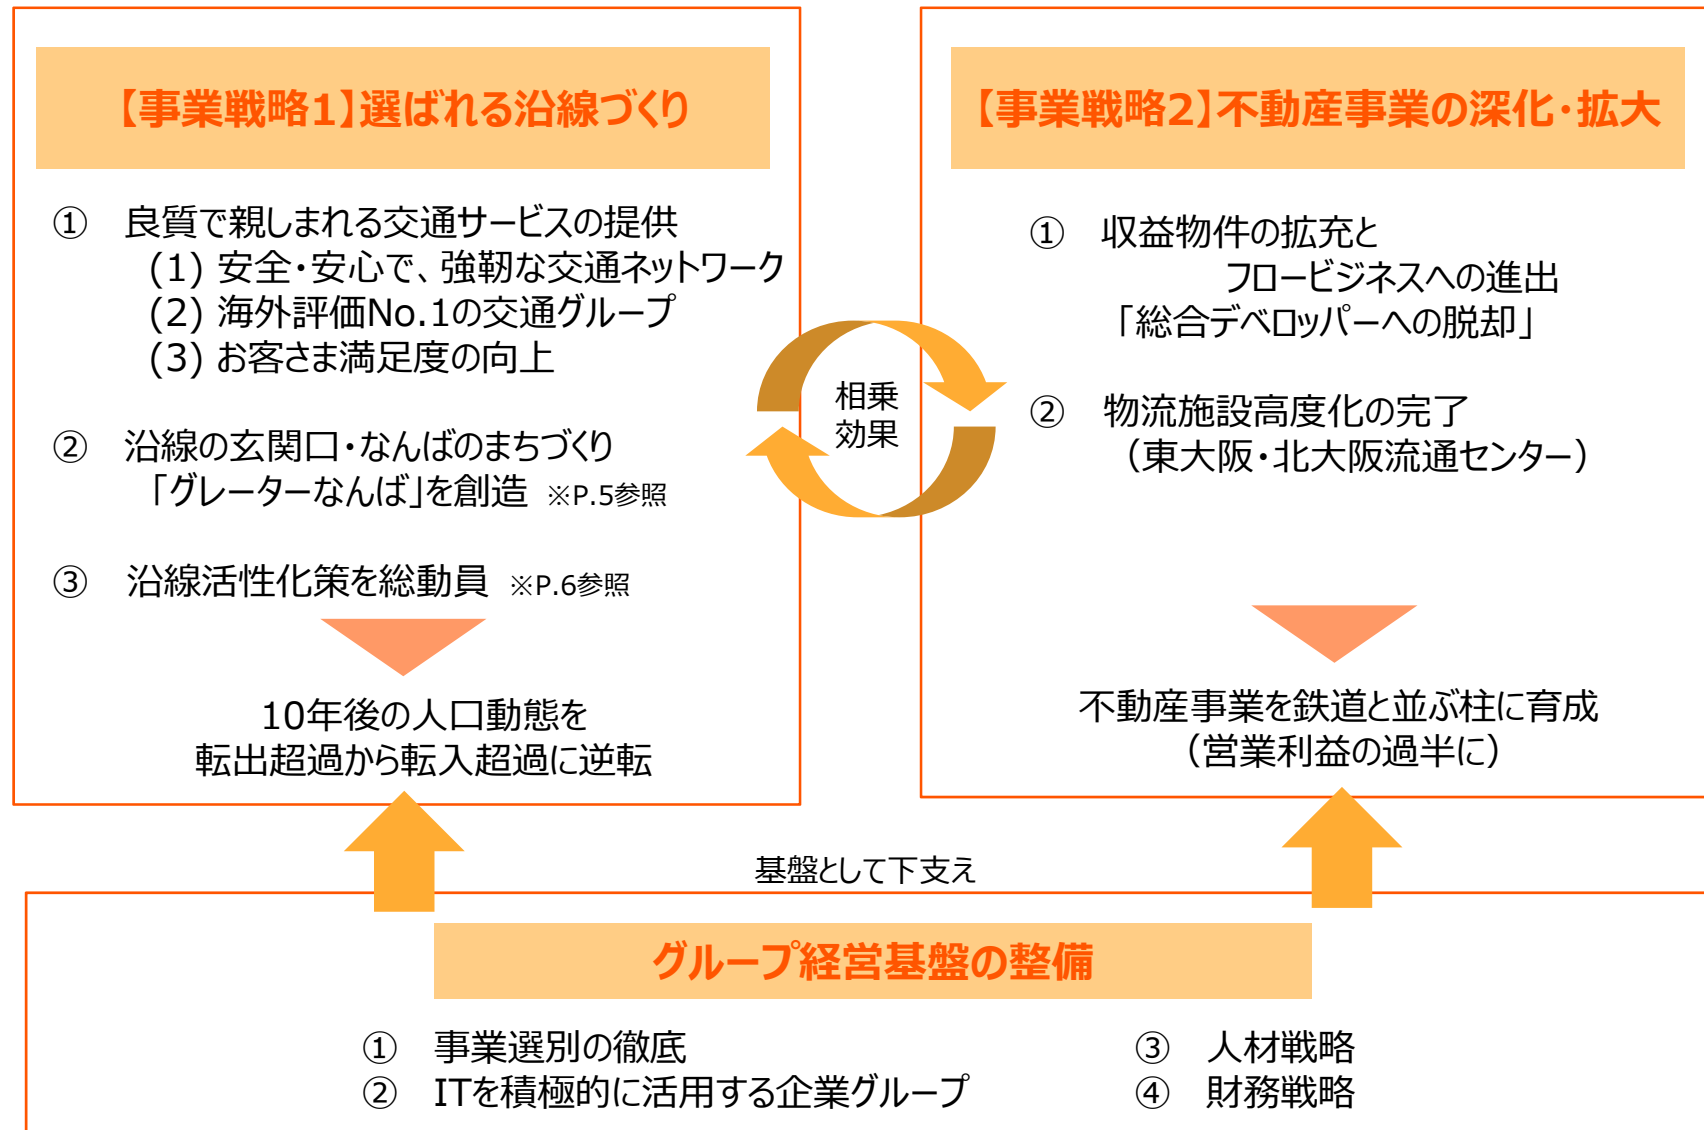 【事業戦略1】選ばれる沿線づくり
① 良質で親しまれる交通サービスの提供
(1) 安全・安心で、強靭な交通ネットワーク
(2) 海外評価No.1の交通グループ
(3) お客さま満足度の向上
② 沿線の玄関口・なんばのまちづくり
「グレーターなんば」を創造 ※P.5参照
③ 沿線活性化策を総動員 ※P.6参照
10年後の人口動態を
転出超過から転入超過に逆転
相乗
効果
【事業戦略2】不動産事業の深化・拡大
① 収益物件の拡充と
フロービジネスへの進出
「総合デベロッパーへの脱却」
② 物流施設高度化の完了
（東大阪・北大阪流通センター）
不動産事業を鉄道と並ぶ柱に育成
（営業利益の過半に）
基盤として下支え
グループ経営基盤の整備
① 事業選別の徹底
② ITを積極的に活用する企業グループ
③ 人材戦略
④ 財務戦略